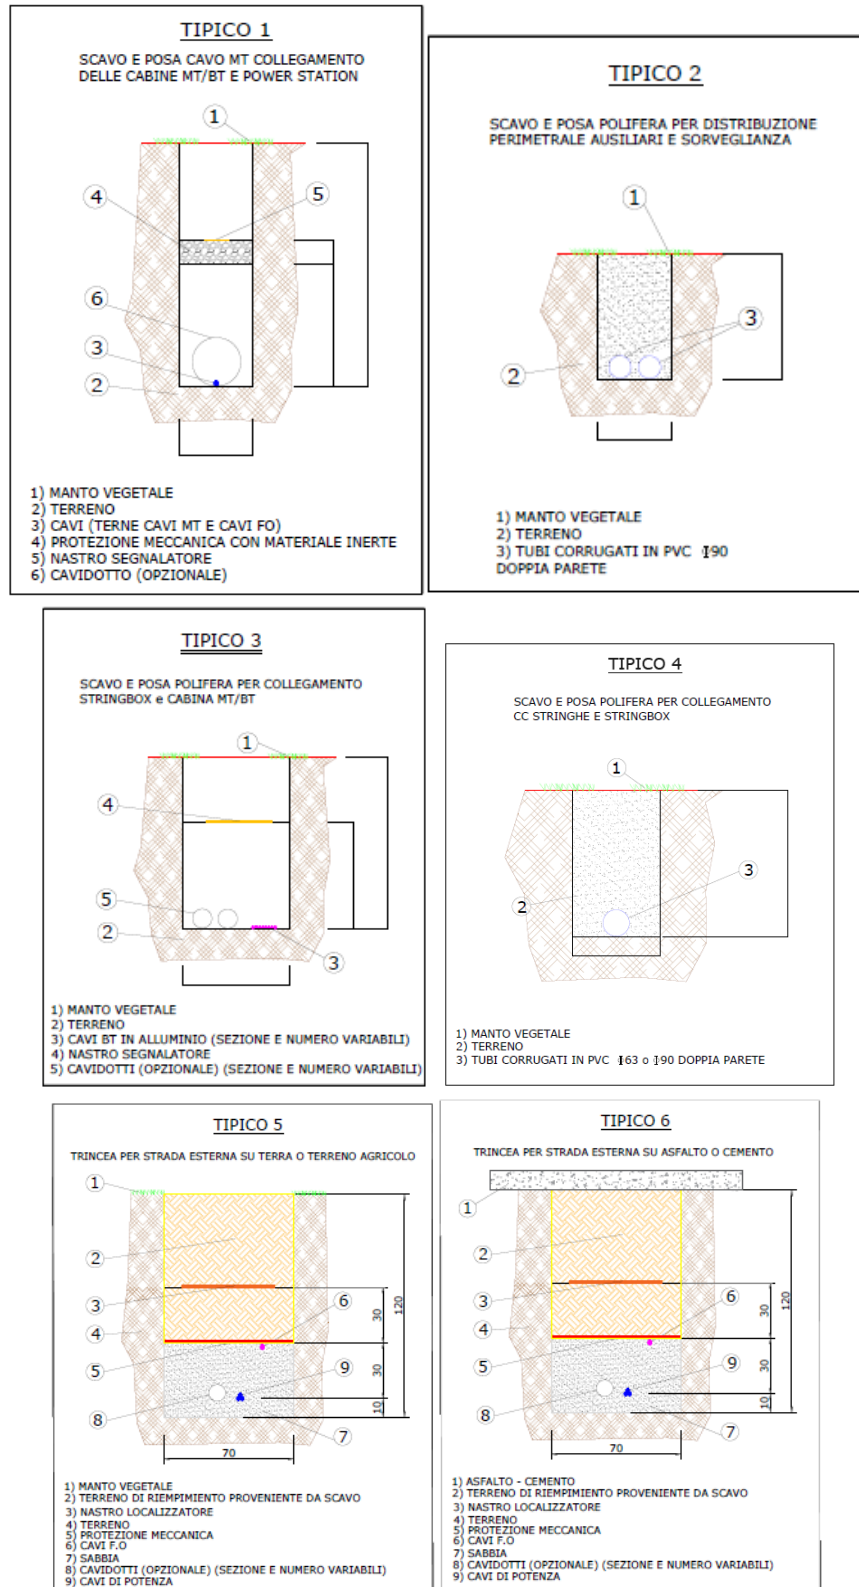 TIPICO 1
SCAVO E POSA CAVO MT COLLEGAMENTO
DELLE CABINE MT/BT E POWER STATION
1
4
5
6
3
2
1) MANTO VEGETALE
2) TERRENO
3) CAVI (TERNE CAVI MT E CAVI FO)
4) PROTEZIONE MECCANICA CON MATERIALE INERTE
5) NASTRO SEGNALATORE
6) CAVIDOTTO (OPZIONALE)
TIPICO 2
SCAVO E POSA POLIFERA PER DISTRIBUZIONE
PERIMETRALE AUSILIARI E SORVEGLIANZA
1
3
2
1) MANTO VEGETALE
2) TERRENO
3) TUBI CORRUGATI IN PVC Φ90
DOPPIA PARETE
TIPICO 3
SCAVO E POSA POLIFERA PER COLLEGAMENTO
STRINGBOX e CABINA MT/BT
1
4
5
2
3
1) MANTO VEGETALE
2) TERRENO
3) CAVI BT IN ALLUMINIO (SEZIONE E NUMERO VARIABILI)
4) NASTRO SEGNALATORE
5) CAVIDOTTI (OPZIONALE) (SEZIONE E NUMERO VARIABILI)
TIPICO 4
SCAVO E POSA POLIFERA PER COLLEGAMENTO
CC STRINGHE E STRINGBOX
1
3
2
1) MANTO VEGETALE
2) TERRENO
3) TUBI CORRUGATI IN PVC Φ63 o Φ90 DOPPIA PARETE
TIPICO 5
TRINCEA PER STRADA ESTERNA SU TERRA O TERRENO AGRICOLO
1
2
3
6
4
5
9
8
7
30
120
30
10
70
1) MANTO VEGETALE
2) TERRENO DI RIEMPIMENTO PROVENIENTE DA SCAVO
3) NASTRO LOCALIZZATORE
4) TERRENO
5) PROTEZIONE MECCANICA
6) CAVI F.O
7) SABBIA
8) CAVIDOTTI (OPZIONALE) (SEZIONE E NUMERO VARIABILI)
9) CAVI DI POTENZA
TIPICO 6
TRINCEA PER STRADA ESTERNA SU ASFALTO O CEMENTO
1
2
3
6
4
5
9
8
7
30
120
30
10
70
1) ASFALTO - CEMENTO
2) TERRENO DI RIEMPIMENTO PROVENIENTE DA SCAVO
3) NASTRO LOCALIZZATORE
4) TERRENO
5) PROTEZIONE MECCANICA
6) CAVI F.O
7) SABBIA
8) CAVIDOTTI (OPZIONALE) (SEZIONE E NUMERO VARIABILI)
9) CAVI DI POTENZA